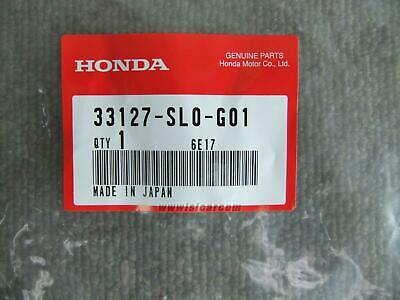 HONDA
GENUINE PARTS
Honda Motor Co., Ltd.
33127-SL0-G01
QTY 1 6E17
MADE IN JAPAN